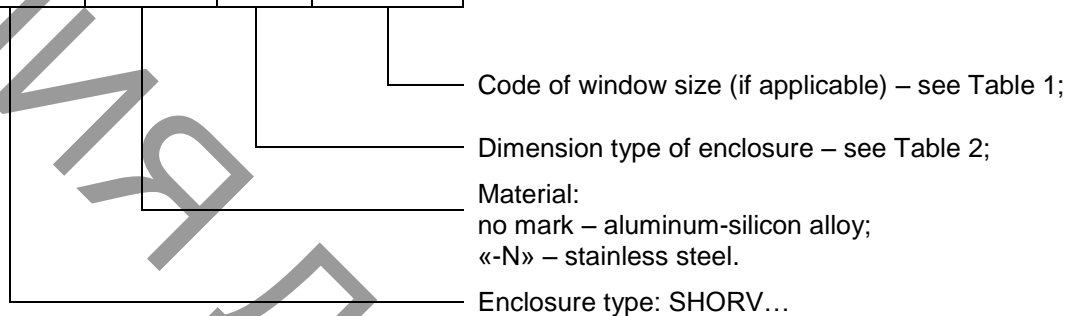 Code of window size (if applicable) – see Table 1;
Dimension type of enclosure – see Table 2;
Material:
no mark – aluminum-silicon alloy;
«-N» – stainless steel.
Enclosure type: SHORV…
ИЯ